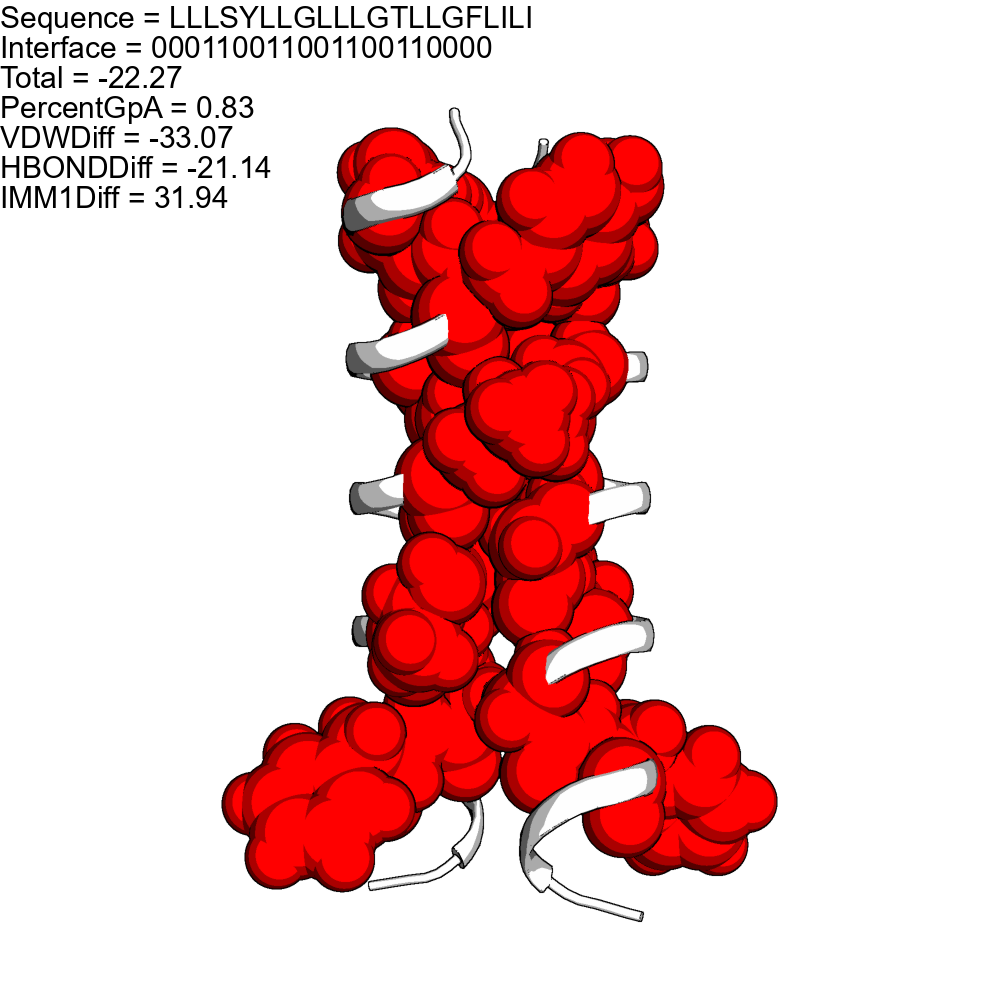 Sequence = LLLSYLLGLLLGTLLGFLILI
Interface = 000110011001100110000
Total = -22.27
PercentGpA = 0.83
VDWDiff = -33.07
HBONDDiff = -21.14
IMM1Diff = 31.94